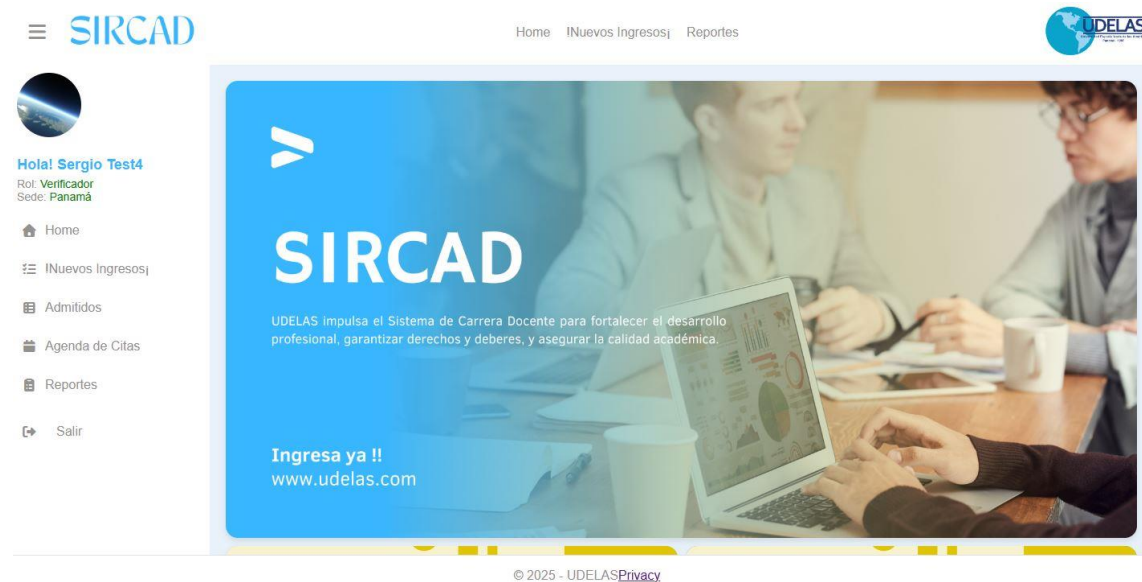 SIRCAD
Home INuevos Ingresos¡ Reportes
UDELAS
Hola! Sergio Test4
Rol: Verificador
Sede: Panamá
Home
INuevos Ingresos¡
Admitidos
Agenda de Citas
Reportes
Salir
SIRCAD
UDELAS impulsa el Sistema de Carrera Docente para fortalecer el desarrollo
profesional, garantizar derechos y deberes, y asegurar la calidad académica.
Ingresa ya !!
www.udelas.com
© 2025 - UDELASPrivacy